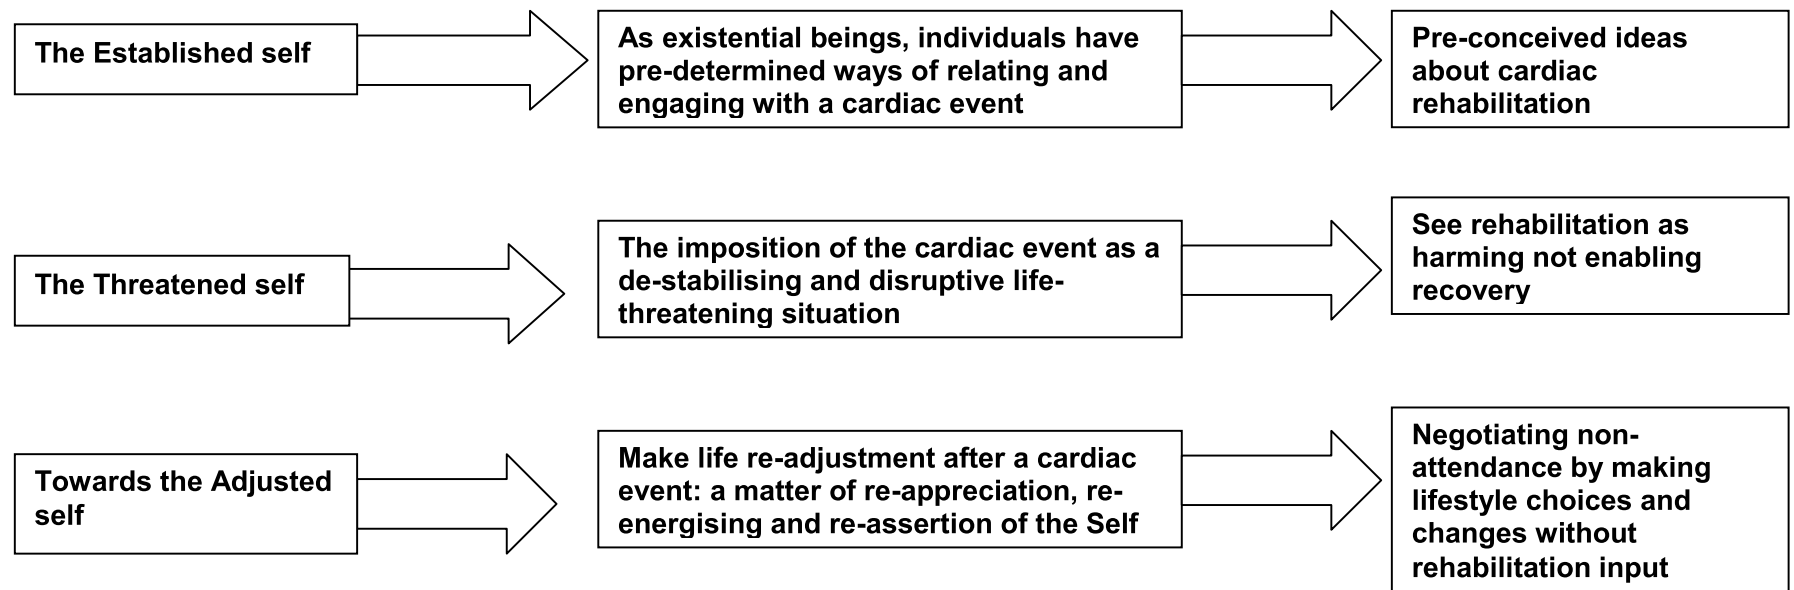 The Established self
As existential beings, individuals have
pre-determined ways of relating and
engaging with a cardiac event
Pre-conceived ideas
about cardiac
rehabilitation
The Threatened self
The imposition of the cardiac event as a
de-stabilising and disruptive life-
threatening situation
See rehabilitation as
harming not enabling
recovery
Towards the Adjusted
self
Make life re-adjustment after a cardiac
event: a matter of re-appreciation, re-
energising and re-assertion of the Self
Negotiating non-
attendance by making
lifestyle choices and
changes without
rehabilitation input